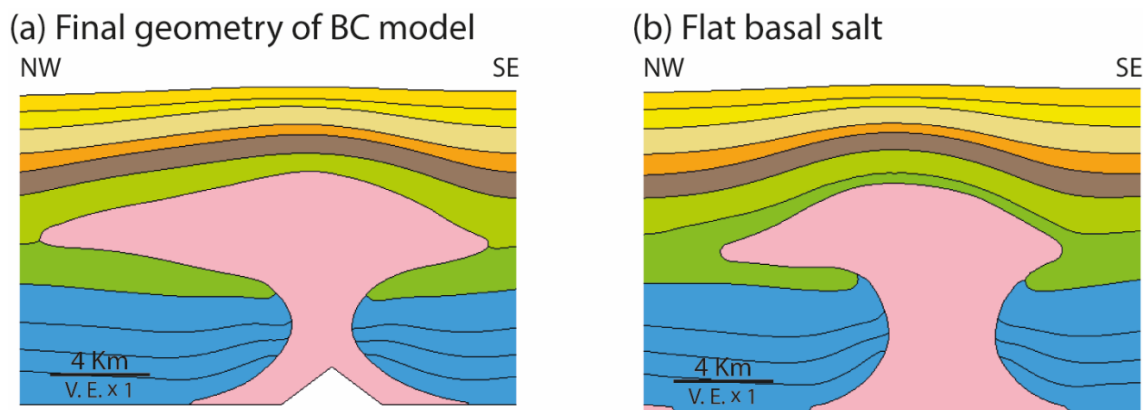 (a) Final geometry of BC model
NW
SE
4 Km
V. E. x 1
(b) Flat basal salt
NW
SE
4 Km
V. E. x 1